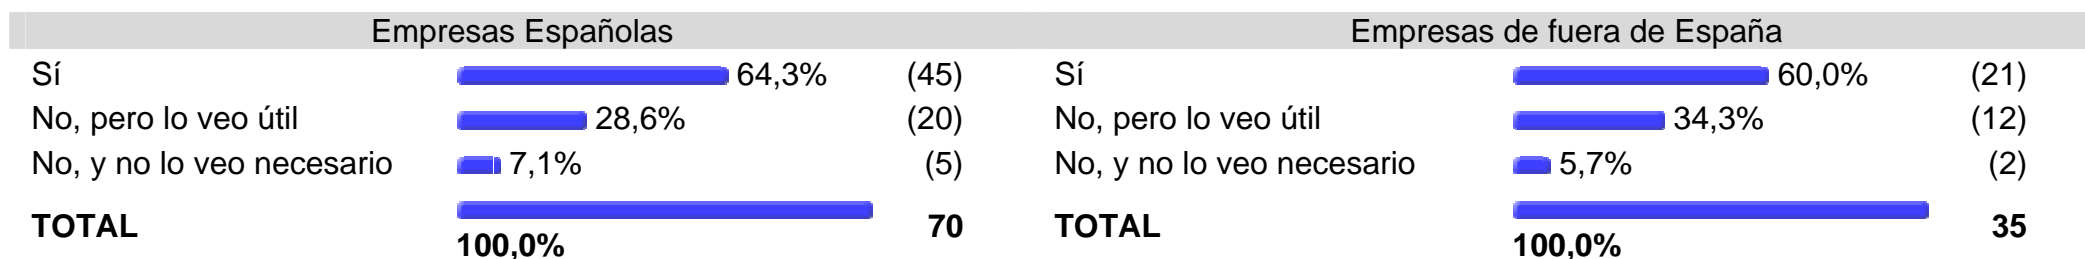 Empresas Españolas Empresas de fuera de España
Sí 64,3% (45) Sí 60,0% (21)
No, pero lo veo útil 28,6% (20) No, pero lo veo útil 34,3% (12)
No, y no lo veo necesario 7,1% (5) No, y no lo veo necesario 5,7% (2)
TOTAL 100,0% 70 TOTAL 100,0% 35